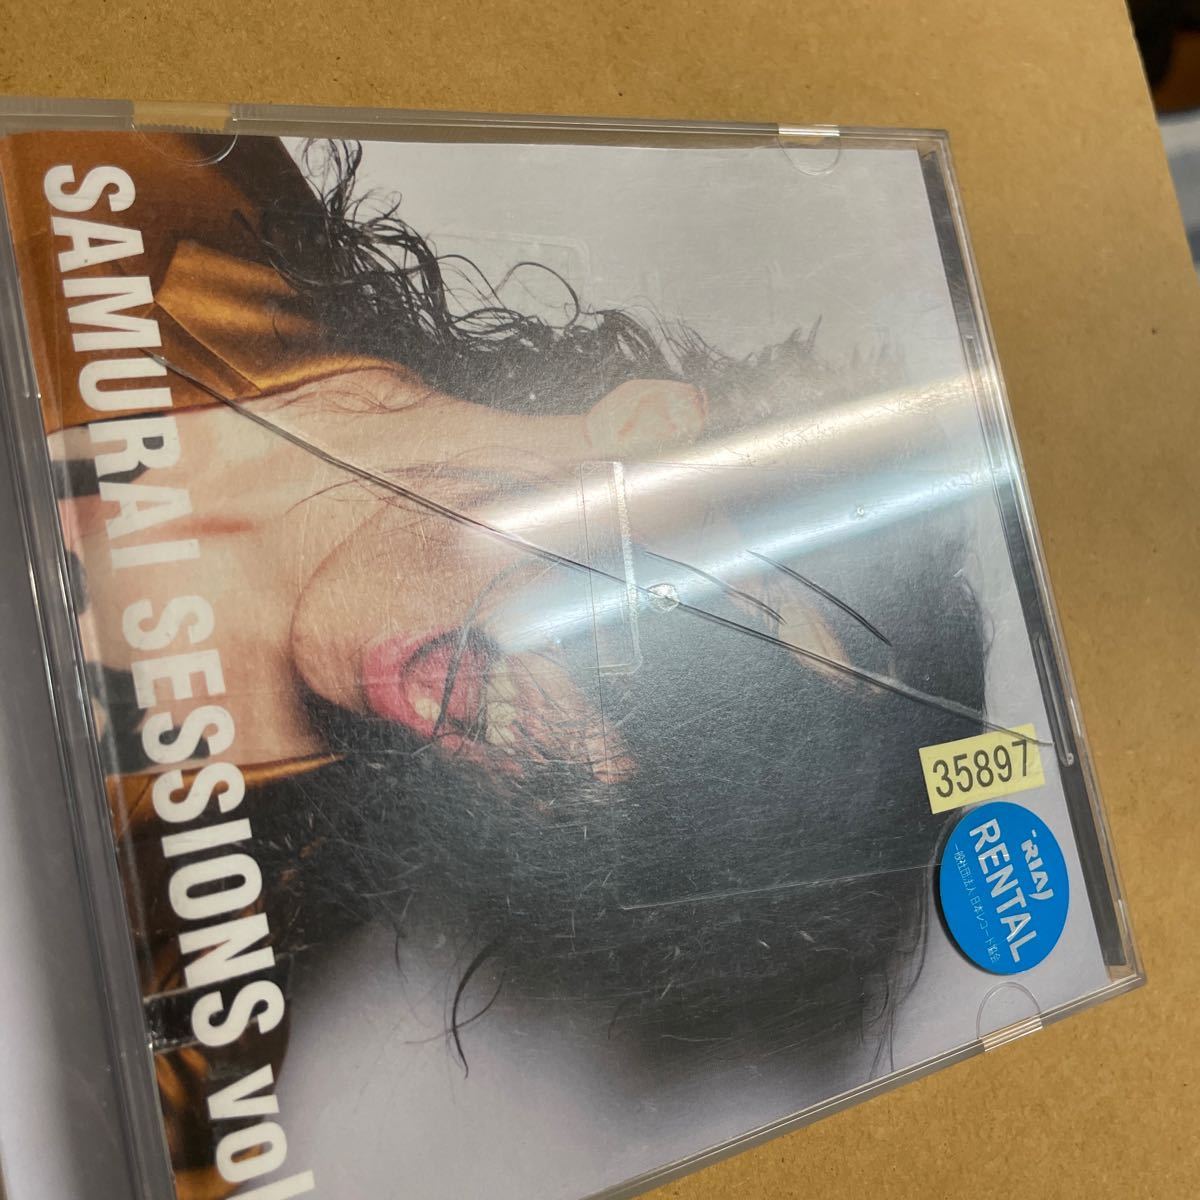 SAMURAI SESSIONS vol
35897
RIAJ
RENTAL
一般社団法人 日本レコード協会